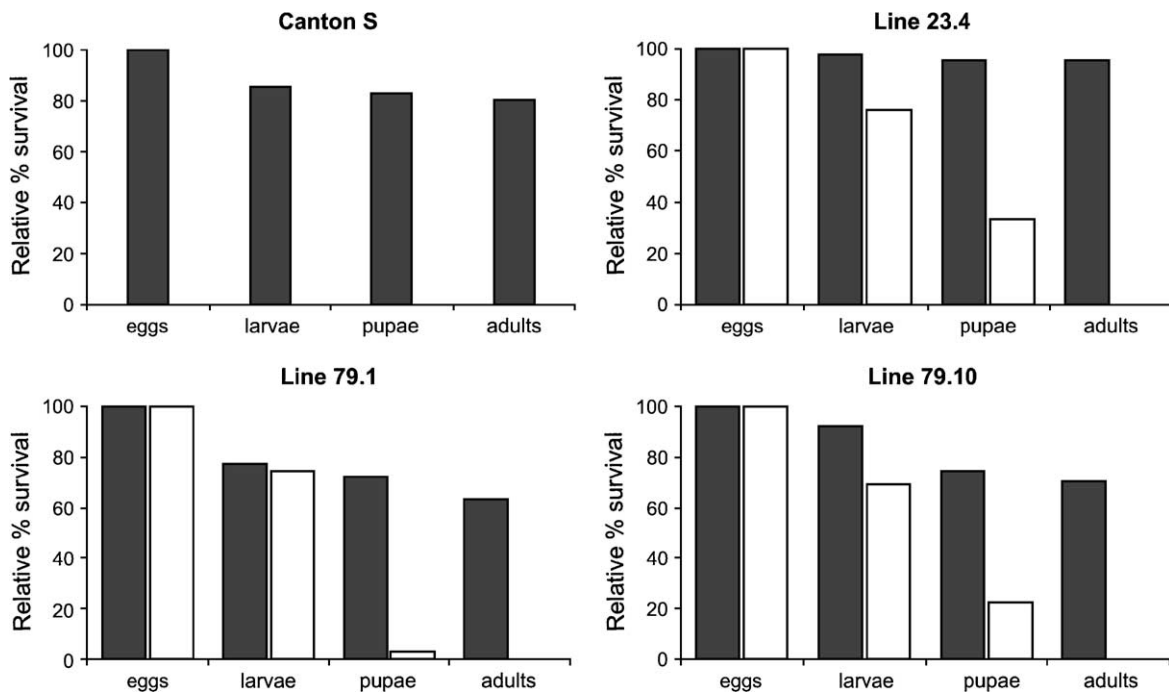 Canton S
Relative % survival
100
80
60
40
20
0
eggs larvae pupae adults
Line 23.4
Relative % survival
100
80
60
40
20
0
eggs larvae pupae adults
Line 79.1
Relative % survival
100
80
60
40
20
0
eggs larvae pupae adults
Line 79.10
Relative % survival
100
80
60
40
20
0
eggs larvae pupae adults